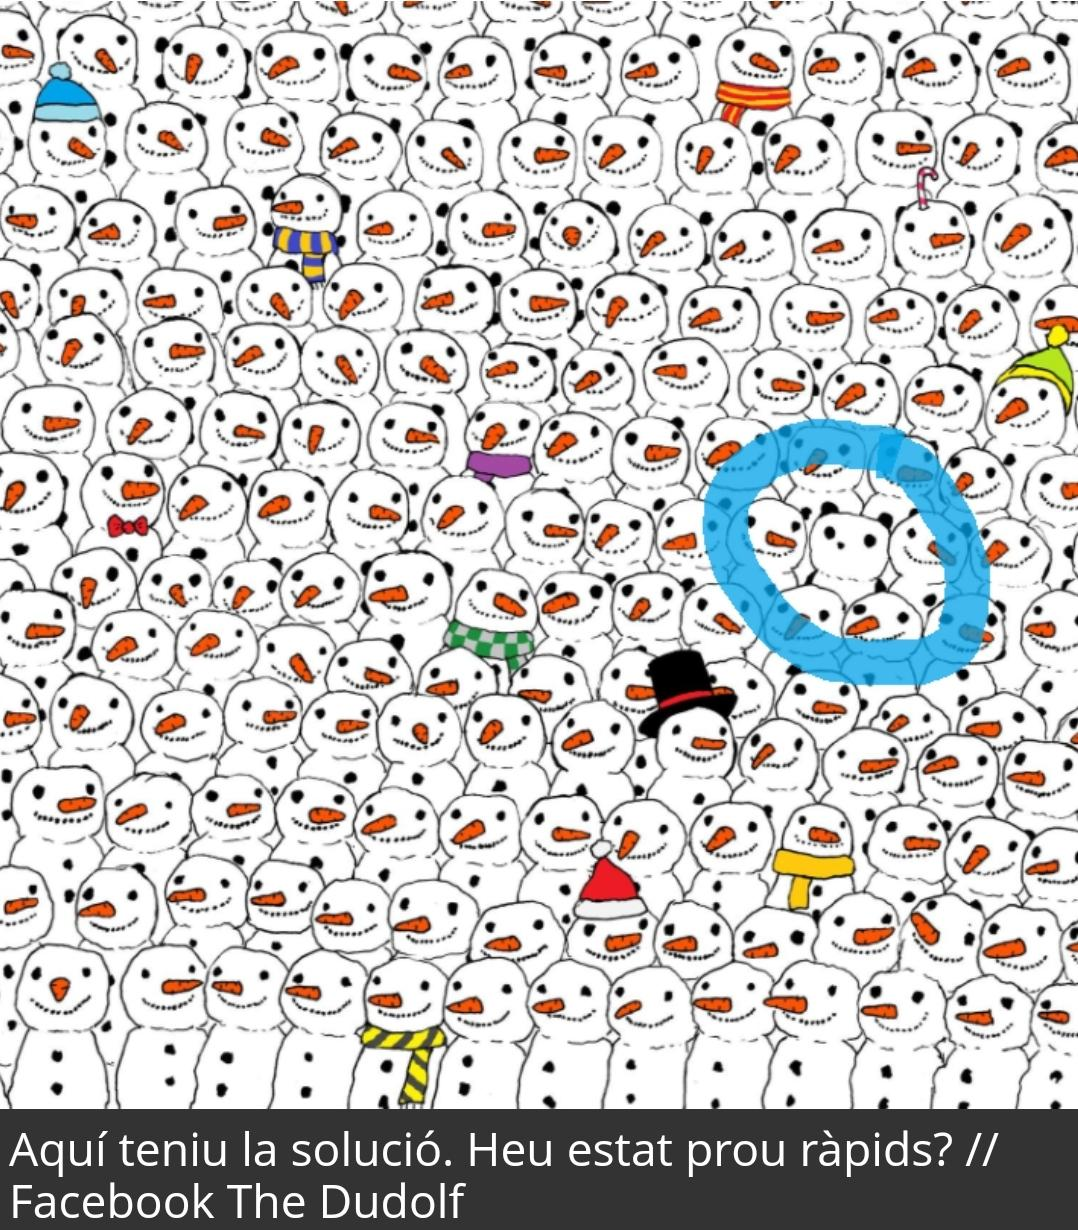 Aquí teniu la solució. Heu estat prou ràpids? //
Facebook The Dudolf